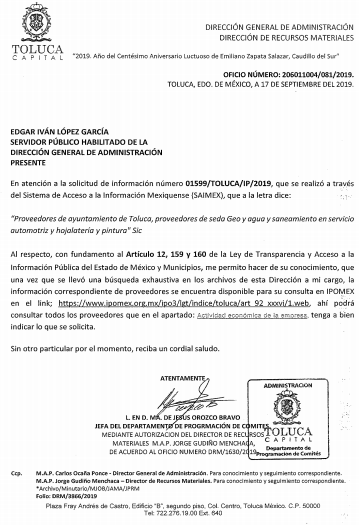 TOLUCA
CAPITAL
DIRECCIÓN GENERAL DE ADMINISTRACIÓN
DIRECCIÓN DE RECURSOS MATERIALES
"2019. Año del Centésimo Aniversario Luctuoso de Emiliano Zapata Salazar, Caudillo del Sur"
OFICIO NÚMERO: 206011004/081/2019.
TOLUCA, EDO. DE MÉXICO, A 17 DE SEPTIEMBRE DEL 2019.
EDGAR IVÁN LÓPEZ GARCÍA
SERVIDOR PÚBLICO HABILITADO DE LA
DIRECCIÓN GENERAL DE ADMINISTRACIÓN
PRESENTE
En atención a la solicitud de información número 01599/TOLUCA/IP/2019, que se realizó a través
del Sistema de Acceso a la Información Mexiquense (SAIMEX), que a la letra dice:
"Proveedores de ayuntamiento de Toluca, proveedores de seda Geo y agua y saneamiento en servicio
automotriz y hojalatería y pintura" Sic
Al respecto, con fundamento al Artículo 12, 159 y 160 de la Ley de Transparencia y Acceso a la
Información Pública del Estado de México y Municipios, me permito hacer de su conocimiento, que
una vez que se llevó una búsqueda exhaustiva en los archivos de esta Dirección a mi cargo, la
información correspondiente de proveedores se encuentra disponible para su consulta en IPOMEX
en el link; https://www.ipomex.org.mx/ipo3/lgt/indice/toluca/art_92_xxxvi/1.web, ahí podrá
consultar todos los proveedores que en el apartado: Actividad económica de la empresa. tenga a bien
indicar lo que se solicita.
Sin otro particular por el momento, reciba un cordial saludo.
ATENTAMENTE
L. EN D. MA. DE JESUS OROZCO BRAVO
JEFA DEL DEPARTAMENTO DE PROGRMACIÓN DE COMITES
MEDIANTE AUTORIZACION DEL DIRECTOR DE RECURSOS
MATERIALES M.A.P. JORGE GUDIÑO MENCHACA,
DE ACUERDO AL OFICIO NUMERO DRM/1630/2019
ADMINISTRACIÓN
TOLUCA
CAPITAL
Departamento de
Programación de Comités
Ccp. M.A.P. Carlos Ocaña Ponce - Director General de Administración. Para conocimiento y seguimiento correspondiente.
M.A.P. Jorge Gudiño Menchaca – Director de Recursos Materiales. Para conocimiento y seguimiento correspondiente.
*Archivo/Minutario/MJOB/IAMA/JPRM
Folio: DRM/3966/2019
Plaza Fray Andrés de Castro, Edificio "B", segundo piso, Col. Centro, Toluca México. C.P. 50000
Tel: 722.276.19.00 Ext. 640